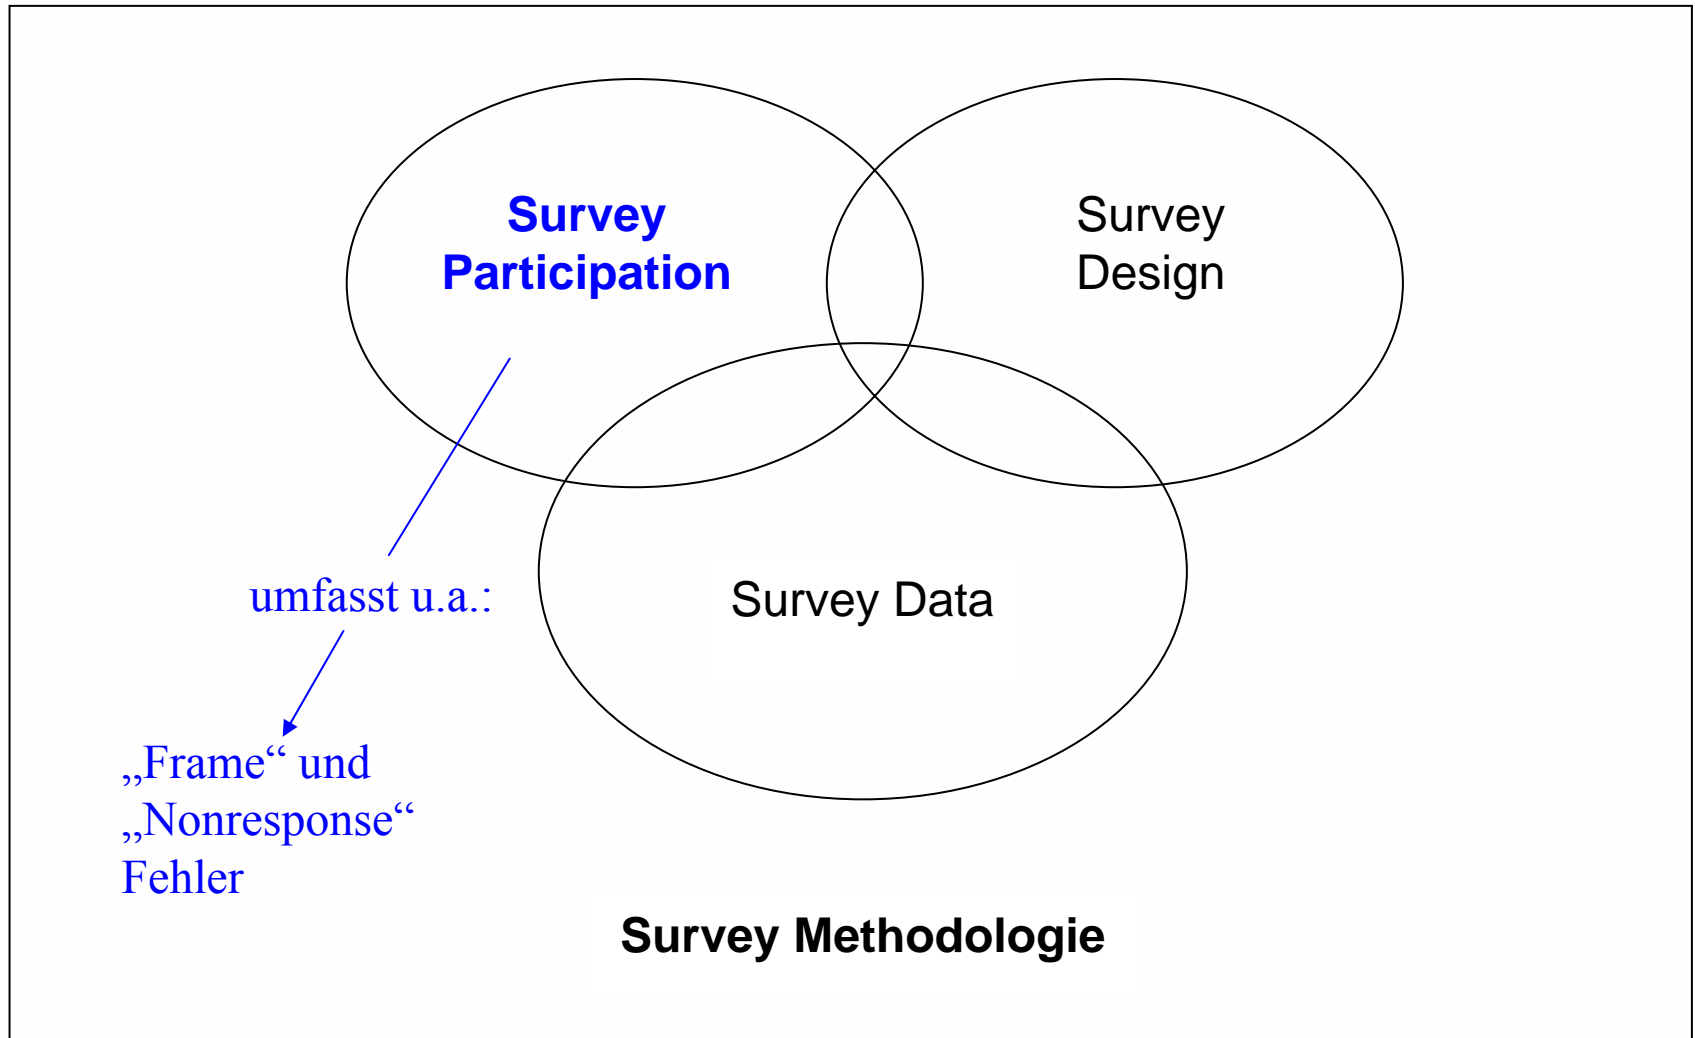 Survey
Participation
Survey
Design
umfasst u.a.:
Survey Data
„Frame“ und
„Nonresponse“
Fehler
Survey Methodologie